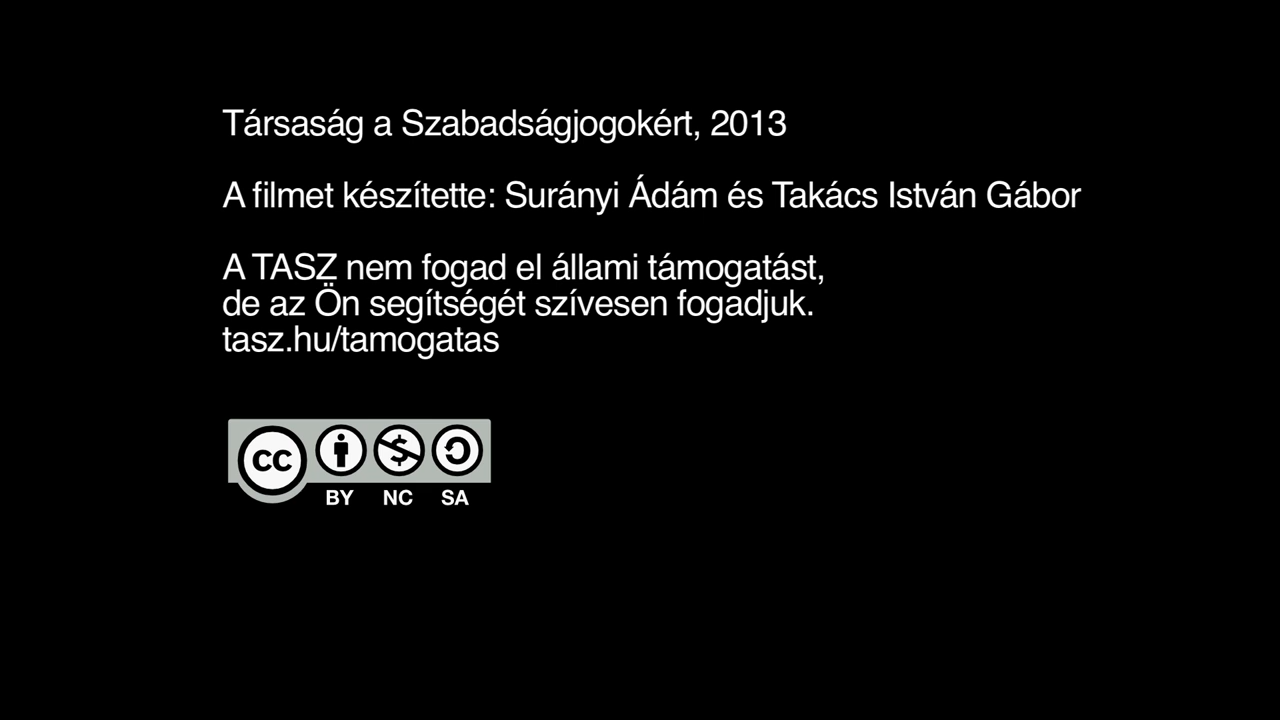 Társaság a Szabadságjogokért, 2013
A filmet készítette: Surányi Ádám és Takács István Gábor
A TASZ nem fogad el állami támogatást,
de az Ön segítségét szívesen fogadjuk.
tasz.hu/tamogatas
cc
BY NC SA